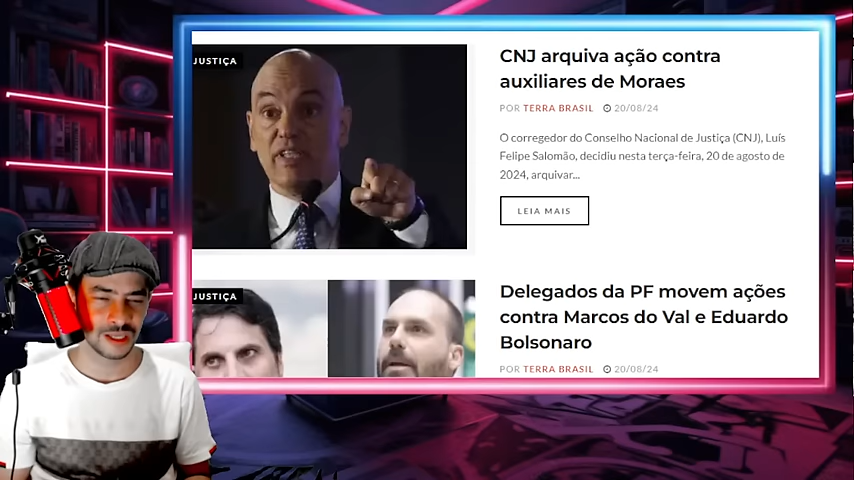 JUSTIÇA
CNJ arquiva ação contra
auxiliares de Moraes
POR TERRA BRASIL 20/08/24
O corregedor do Conselho Nacional de Justiça (CNJ), Luís
Felipe Salomão, decidiu nesta terça-feira, 20 de agosto de
2024, arquivar...
LEIA MAIS
JUSTIÇA
Delegados da PF movem ações
contra Marcos do Val e Eduardo
Bolsonaro
POR TERRA BRASIL 20/08/24